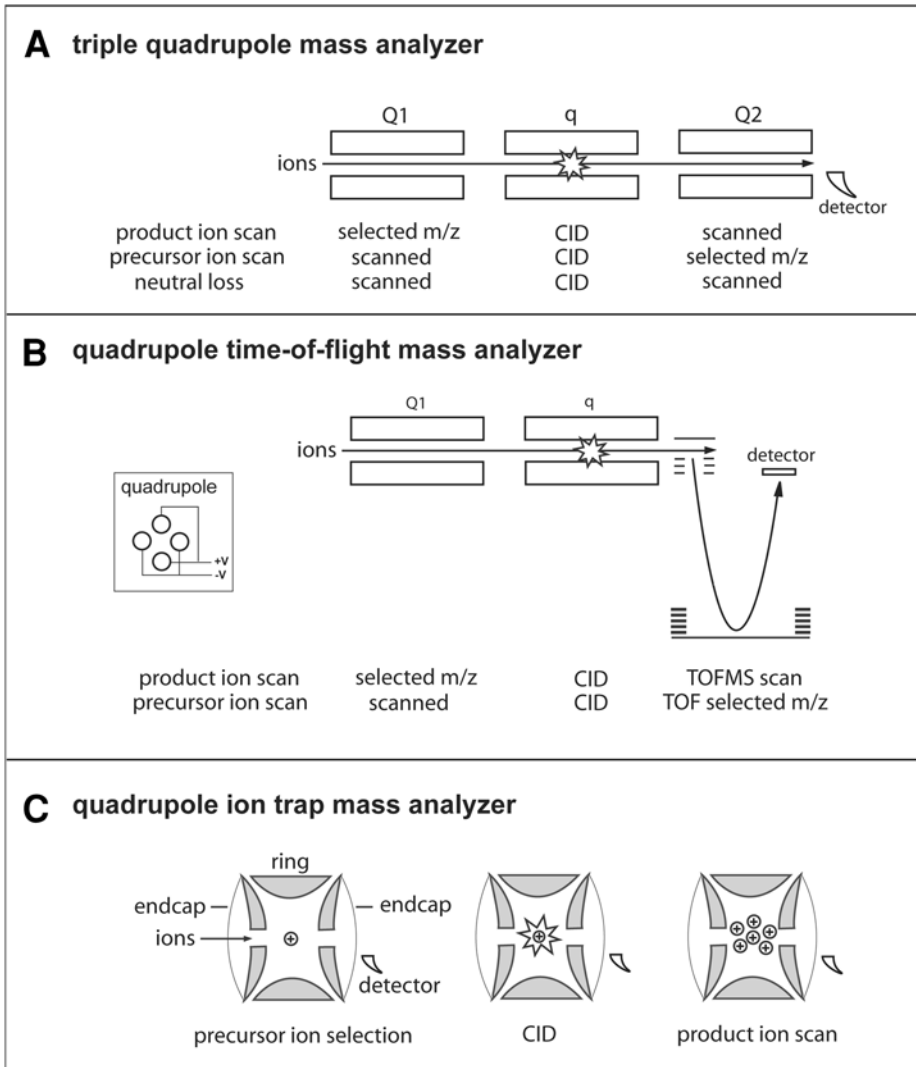 A triple quadrupole mass analyzer
Q1 q Q2
ions
detector
product ion scan selected m/z CID scanned
precursor ion scan scanned CID selected m/z
neutral loss scanned CID scanned
B quadrupole time-of-flight mass analyzer
Q1 q
ions
detector
quadrupole
+V
-V
product ion scan selected m/z CID TOFMS scan
precursor ion scan scanned CID TOF selected m/z
C quadrupole ion trap mass analyzer
ring
endcap endcap
ions
detector
precursor ion selection CID product ion scan